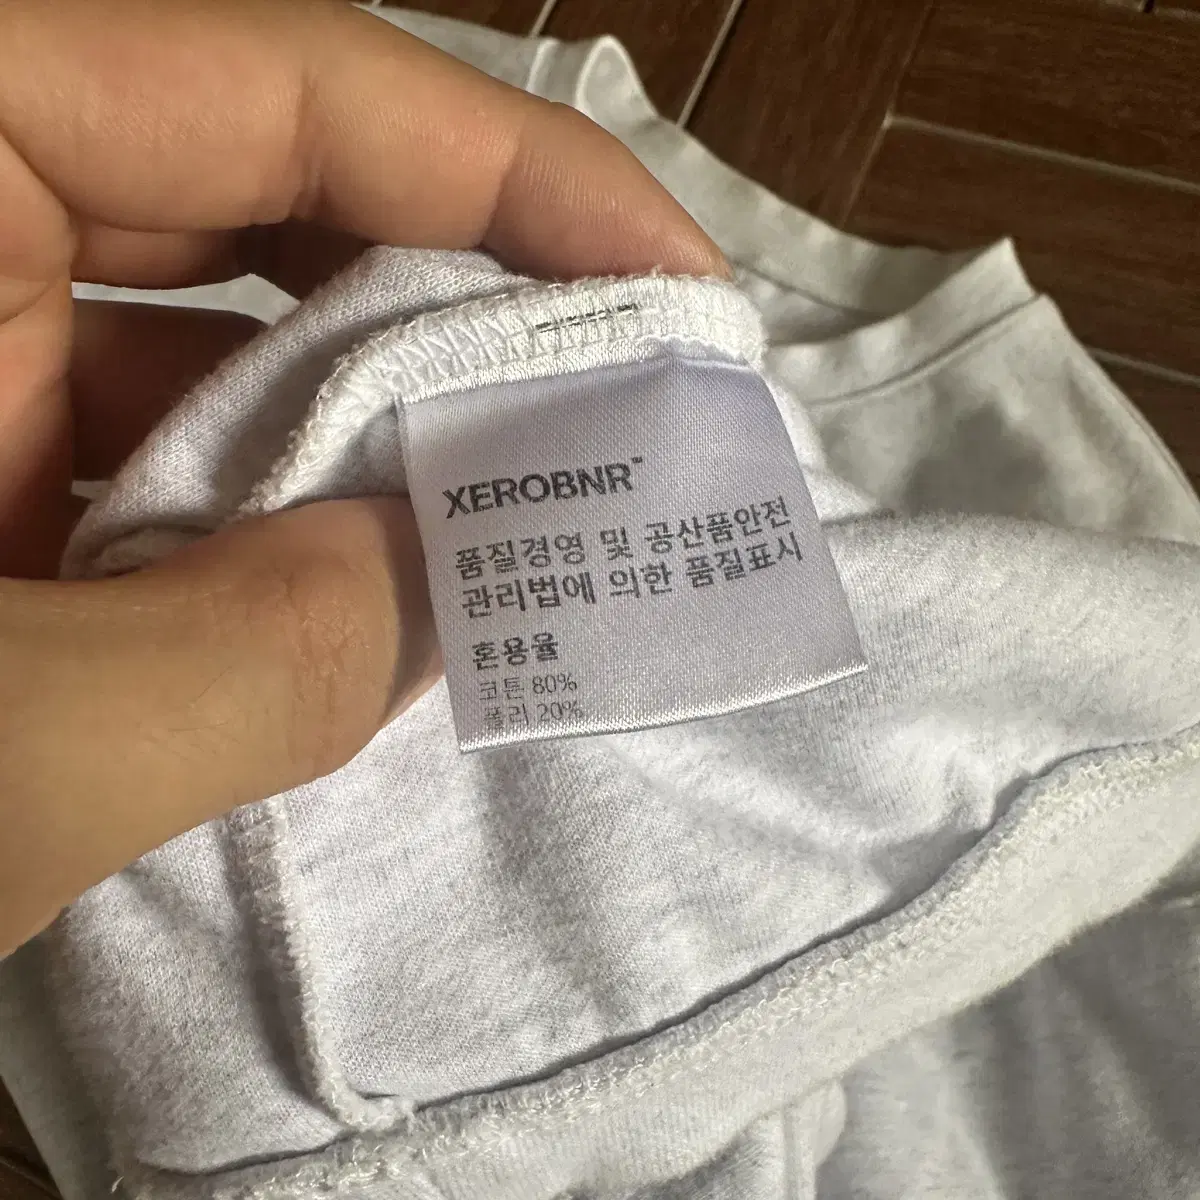 XEROBNR™
품질경영 및 공산품안전
관리법에 의한 품질표시
혼용율
코튼 80%
폴리 20%